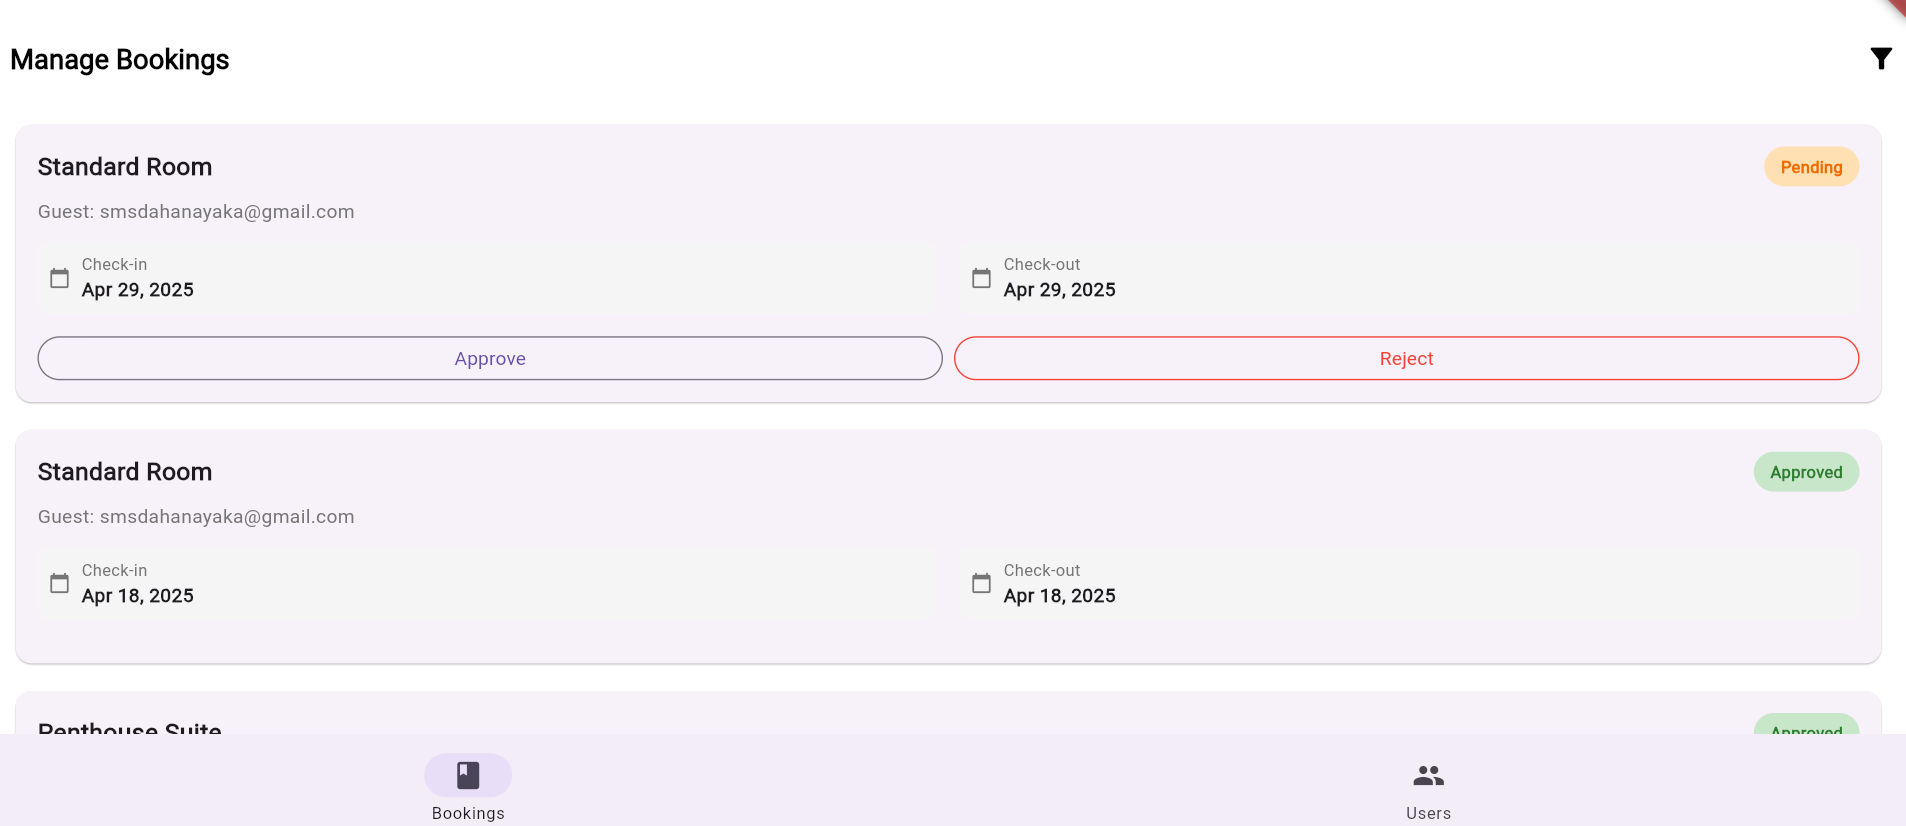 Manage Bookings
Standard Room
Pending
Guest: smsdahanayaka@gmail.com
Check-in
Apr 29, 2025
Check-out
Apr 29, 2025
Approve
Reject
Standard Room
Approved
Guest: smsdahanayaka@gmail.com
Check-in
Apr 18, 2025
Check-out
Apr 18, 2025
Penthouse Suite
Approved
Bookings
Users